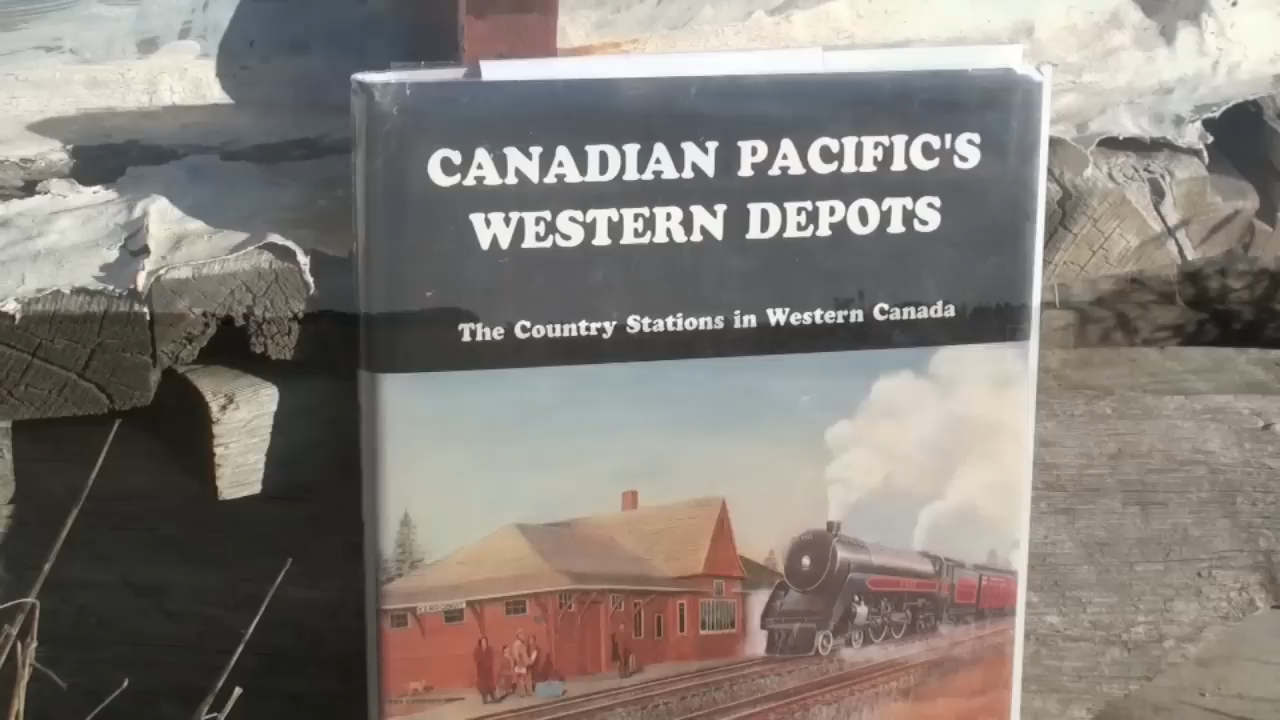 CANADIAN PACIFIC'S
WESTERN DEPOTS
The Country Stations in Western Canada